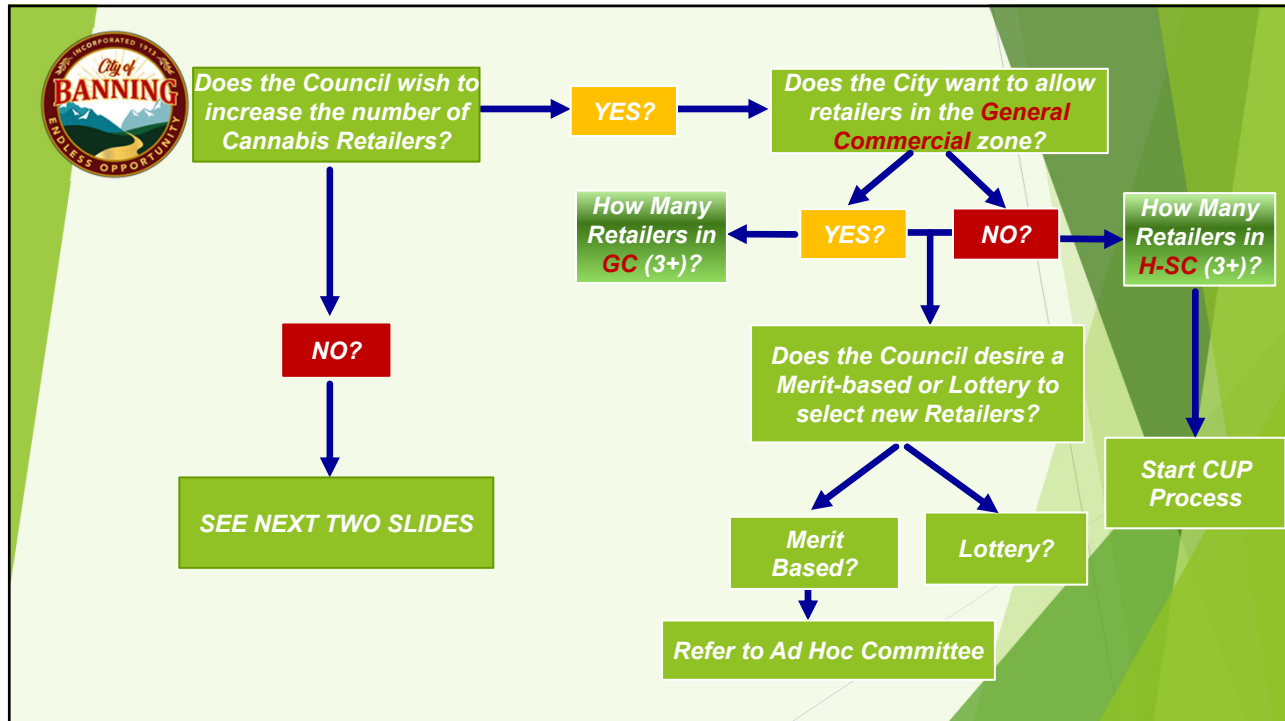 INCORPORATED 1913
City of
BANNING
ENDLESS OPPORTUNITY
Does the Council wish to
increase the number of
Cannabis Retailers?
YES?
Does the City want to allow
retailers in the General
Commercial zone?
How Many
Retailers in
GC (3+)?
YES?
NO?
How Many
Retailers in
H-SC (3+)?
NO?
Does the Council desire a
Merit-based or Lottery to
select new Retailers?
SEE NEXT TWO SLIDES
Start CUP
Process
Merit
Based?
Lottery?
Refer to Ad Hoc Committee